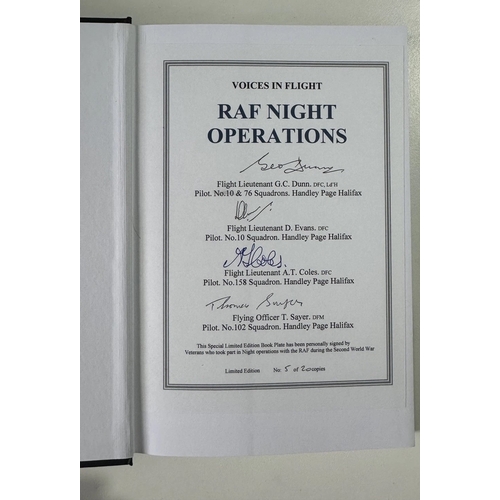 VOICES IN FLIGHT
RAF NIGHT
OPERATIONS
Geo Dunn
Flight Lieutenant G.C. Dunn. DFC, LdH
Pilot. No.10 & 76 Squadrons. Handley Page Halifax
Flight Lieutenant D. Evans. DFC
Pilot. No.10 Squadron. Handley Page Halifax
ATColes.
Flight Lieutenant A.T. Coles. DFC
Pilot. No.158 Squadron. Handley Page Halifax
Thomas Sayer
Flying Officer T. Sayer. DFM
Pilot. No.102 Squadron. Handley Page Halifax
This Special Limited Edition Book Plate has been personally signed by
Veterans who took part in Night operations with the RAF during the Second World War
Limited Edition No: 5 of 20 copies